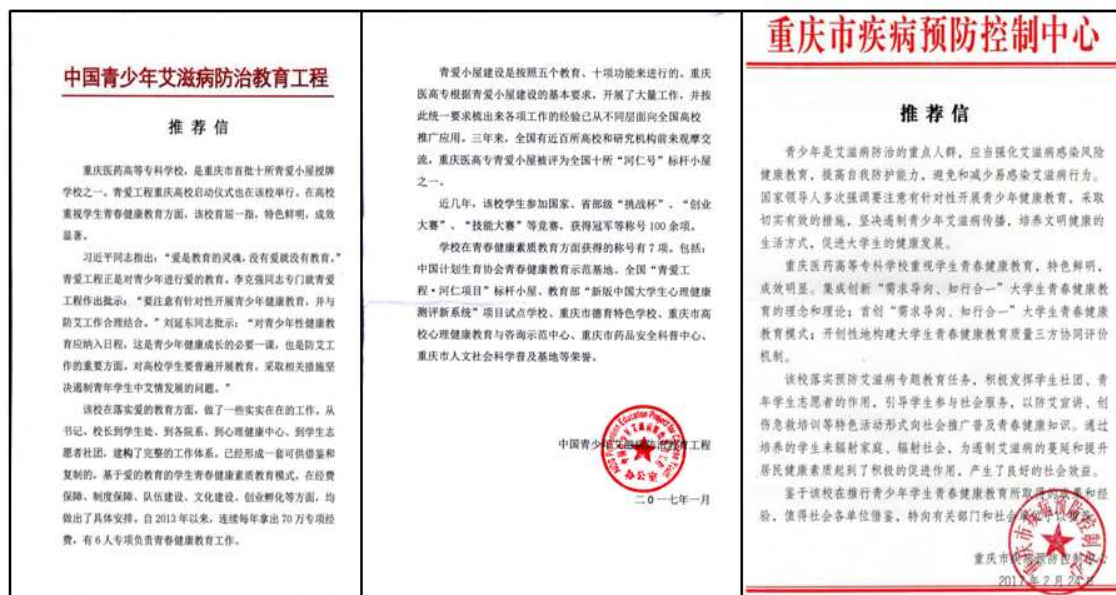 中国青少年艾滋病防治教育工程
推荐信
重庆医药高等专科学校，是重庆市首批十所青爱小屋授牌
学校之一。青爱工程重庆高校启动仪式也在该校举行。在高校
重视学生青春健康教育方面，该校首屈一指，特色鲜明，成效
显著。
习近平同志指出：“爱是教育的灵魂，没有爱就没有教育。”
青爱工程正是对青少年进行爱的教育。李克强同志专门就青爱
工程作出批示：“要注意有针对性开展青少年健康教育，并与
防艾工作合理结合。”刘延东同志批示：“对青少年性健康教
育应纳入日程，这是青少年健康成长的必要一课，也是防艾工
作的重要方面。对高校学生要普遍开展教育，采取相关措施坚
决遏制青年学生中艾情发展的问题。”
该校在落实爱的教育方面，做了一些实实在在的工作。从
书记、校长到学生处、到各院系、到心理健康中心、到学生志
愿者社团，建构了完整的工作体系。已经形成一套可供借鉴和
复制的，基于爱的教育的学生青春健康素质教育模式，在经费
保障、制度保障、队伍建设、文化建设、创业孵化等方面，均
做出了具体安排。自 2013 年以来，连续每年拿出 70 万专项经
费，有 6 人专项负责青春健康教育工作。
青爱小屋建设是按照五个教育、十项功能来进行的。重庆
医高专根据青爱小屋建设的基本要求，开展了大量工作，并按
此统一要求梳出来各项工作的经验已从不同层面向全国高校
推广应用。三年来，全国有近百所高校和研究机构前来观摩交
流，重庆医高专青爱小屋被评为全国十所“河仁号”标杆小屋
之一。
近几年，该校学生参加国家、省部级“挑战杯”、“创业
大赛”、“技能大赛”等竞赛，获得冠军等称号 100 余项。
学校在青春健康素质教育方面获得的称号有 7 项。包括：
中国计划生育协会青春健康教育示范基地、全国“青爱工
程·河仁项目”标杆小屋、教育部“新版中国大学生心理健康
测评新系统”项目试点学校、重庆市德育特色学校、重庆市高
校心理健康教育与咨询示范中心、重庆市药品安全科普中心、
重庆市人文社会科学普及基地等荣誉。
中国青少年艾滋病防治教育工程
二〇一七年一月
重庆市疾病预防控制中心
推荐信
青少年是艾滋病防治的重点人群，应当强化艾滋病感染风险
健康教育，提高自我防护能力，避免和减少易感染艾滋病行为。
国家领导人多次强调要注意有针对性开展青少年健康教育，采取
切实有效的措施，坚决遏制青少年艾滋病传播，培养文明健康的
生活方式，促进大学生的健康发展。
重庆医药高等专科学校重视学生青春健康教育，特色鲜明，
成效明显。集成创新“需求导向、知行合一”大学生青春健康教
育的理念和理论；首创“需求导向、知行合一”大学生青春健康
教育模式；开创性地构建大学生青春健康教育质量三方协同评价
机制。
该校落实预防艾滋病专题教育任务，积极发挥学生社团、青
年学生志愿者的作用，引导学生参与社会服务，以防艾宣讲、创
伤急救培训等特色活动形式向社会推广普及青春健康知识。通过
培养的学生来辐射家庭、辐射社会，为遏制艾滋病的蔓延和提升
居民健康素质起到了积极的促进作用，产生了良好的社会效益。
鉴于该校在推行青少年学生青春健康教育所取得的成果和经
验，值得社会各单位借鉴，特向有关部门和社会单位予以推荐。
重庆市疾病预防控制中心
2017 年 2 月 24 日